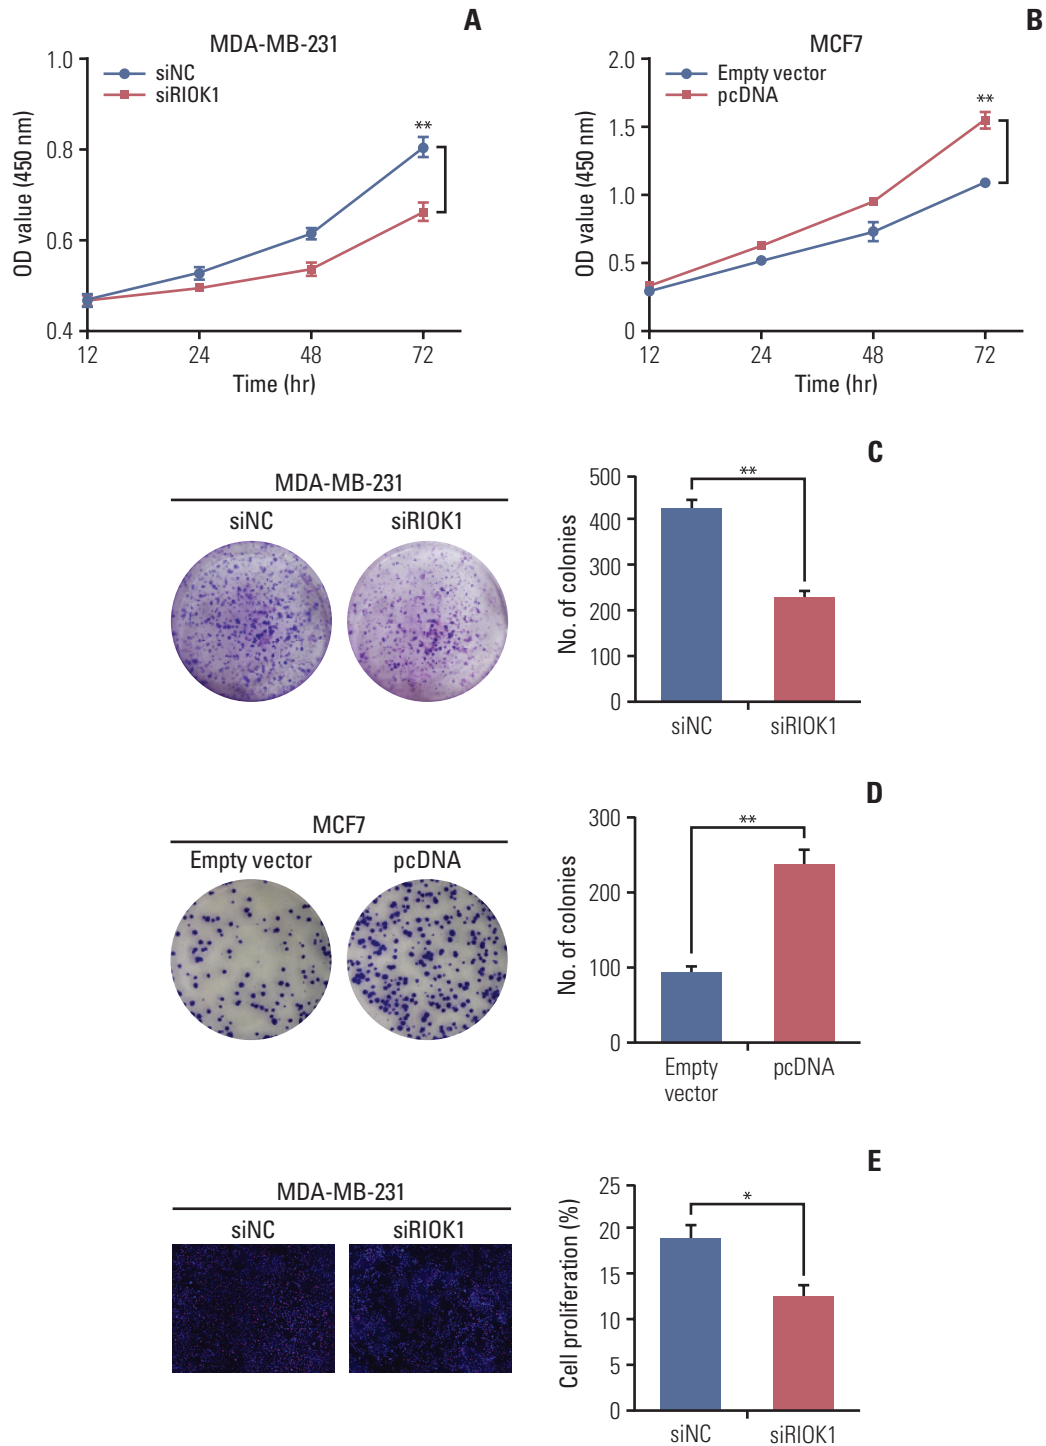 A
MDA-MB-231
1.0
0.8
0.6
0.4
OD value (450 nm)
siNC
siRIOK1
**
12 24 48 72
Time (hr)
B
MCF7
2.0
1.5
1.0
0.5
0
OD value (450 nm)
Empty vector
pcDNA
**
12 24 48 72
Time (hr)
C
MDA-MB-231
siNC siRIOK1
500
400
300
200
100
0
No. of colonies
**
siNC siRIOK1
D
MCF7
Empty vector pcDNA
300
200
100
0
No. of colonies
**
Empty
vector
pcDNA
E
MDA-MB-231
siNC siRIOK1
25
20
15
10
5
0
Cell proliferation (%)
*
siNC siRIOK1